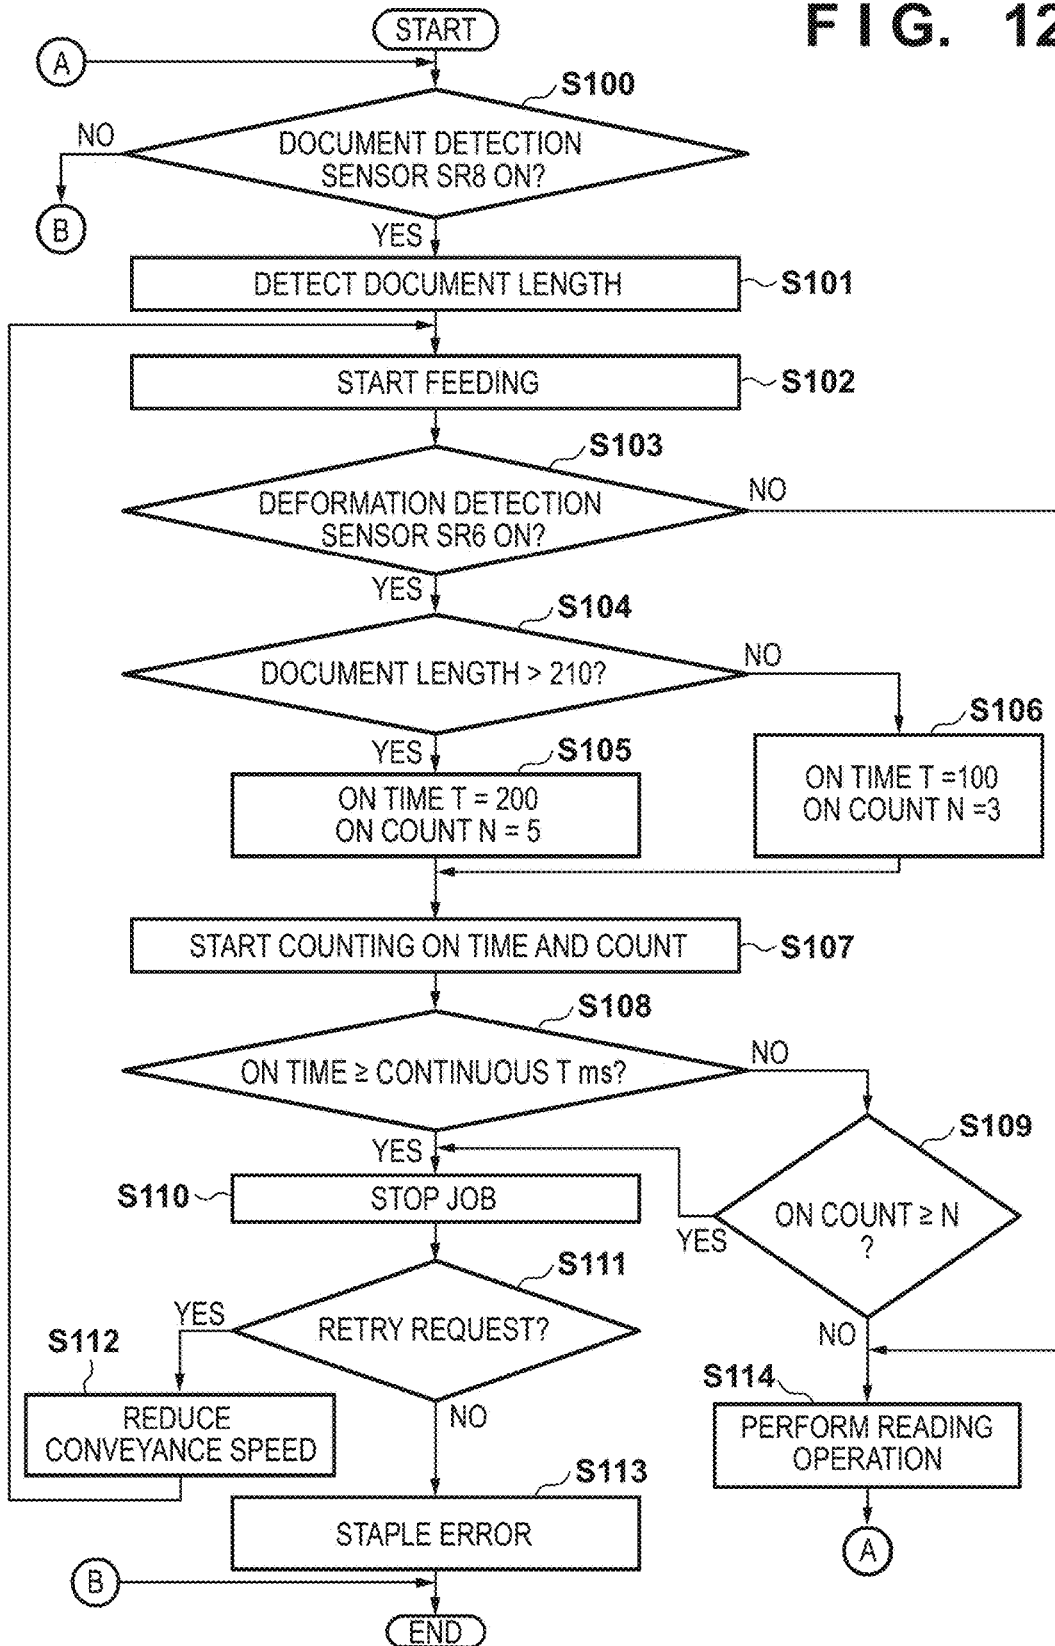 FIG. 12
START
A
S100
NO
DOCUMENT DETECTION
SENSOR SR8 ON?
B
YES
DETECT DOCUMENT LENGTH
S101
START FEEDING
S102
S103
DEFORMATION DETECTION
SENSOR SR6 ON?
NO
YES
S104
DOCUMENT LENGTH > 210?
NO
YES
S105
S106
ON TIME T = 200
ON COUNT N = 5
ON TIME T =100
ON COUNT N =3
START COUNTING ON TIME AND COUNT
S107
S108
ON TIME ≥ CONTINUOUS T ms?
NO
YES
S109
S110
STOP JOB
ON COUNT ≥ N
?
YES
S111
YES
RETRY REQUEST?
NO
S112
REDUCE
CONVEYANCE SPEED
NO
S114
PERFORM READING
OPERATION
S113
STAPLE ERROR
A
B
END